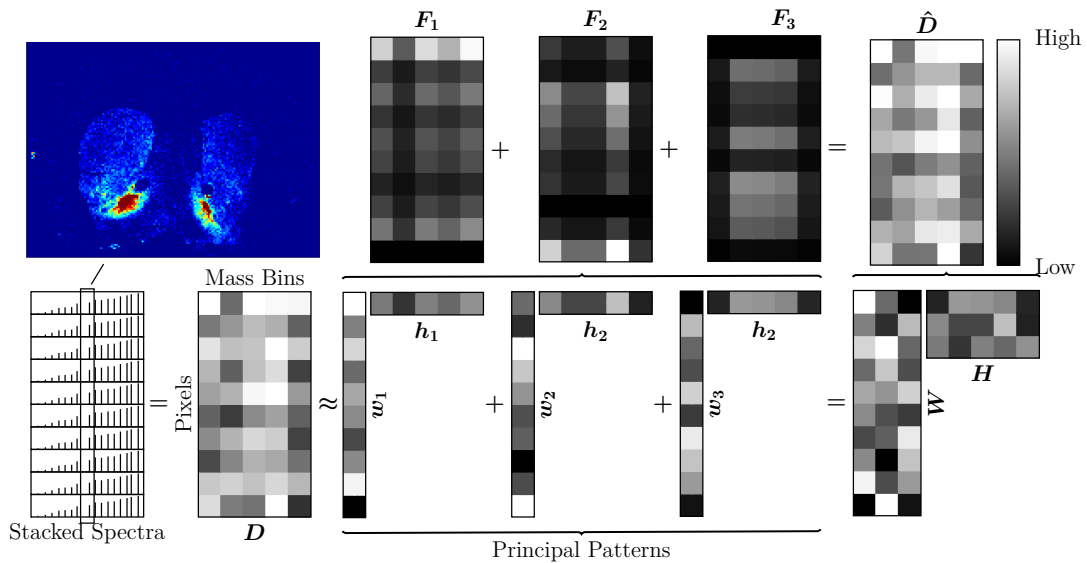 F1
F2
F3
D̂
High
+
+
=
Low
Mass Bins
h1
h2
h2
H
=
Pixels
≈
w1
+
w2
+
w3
=
W
Stacked Spectra
D
Principal Patterns